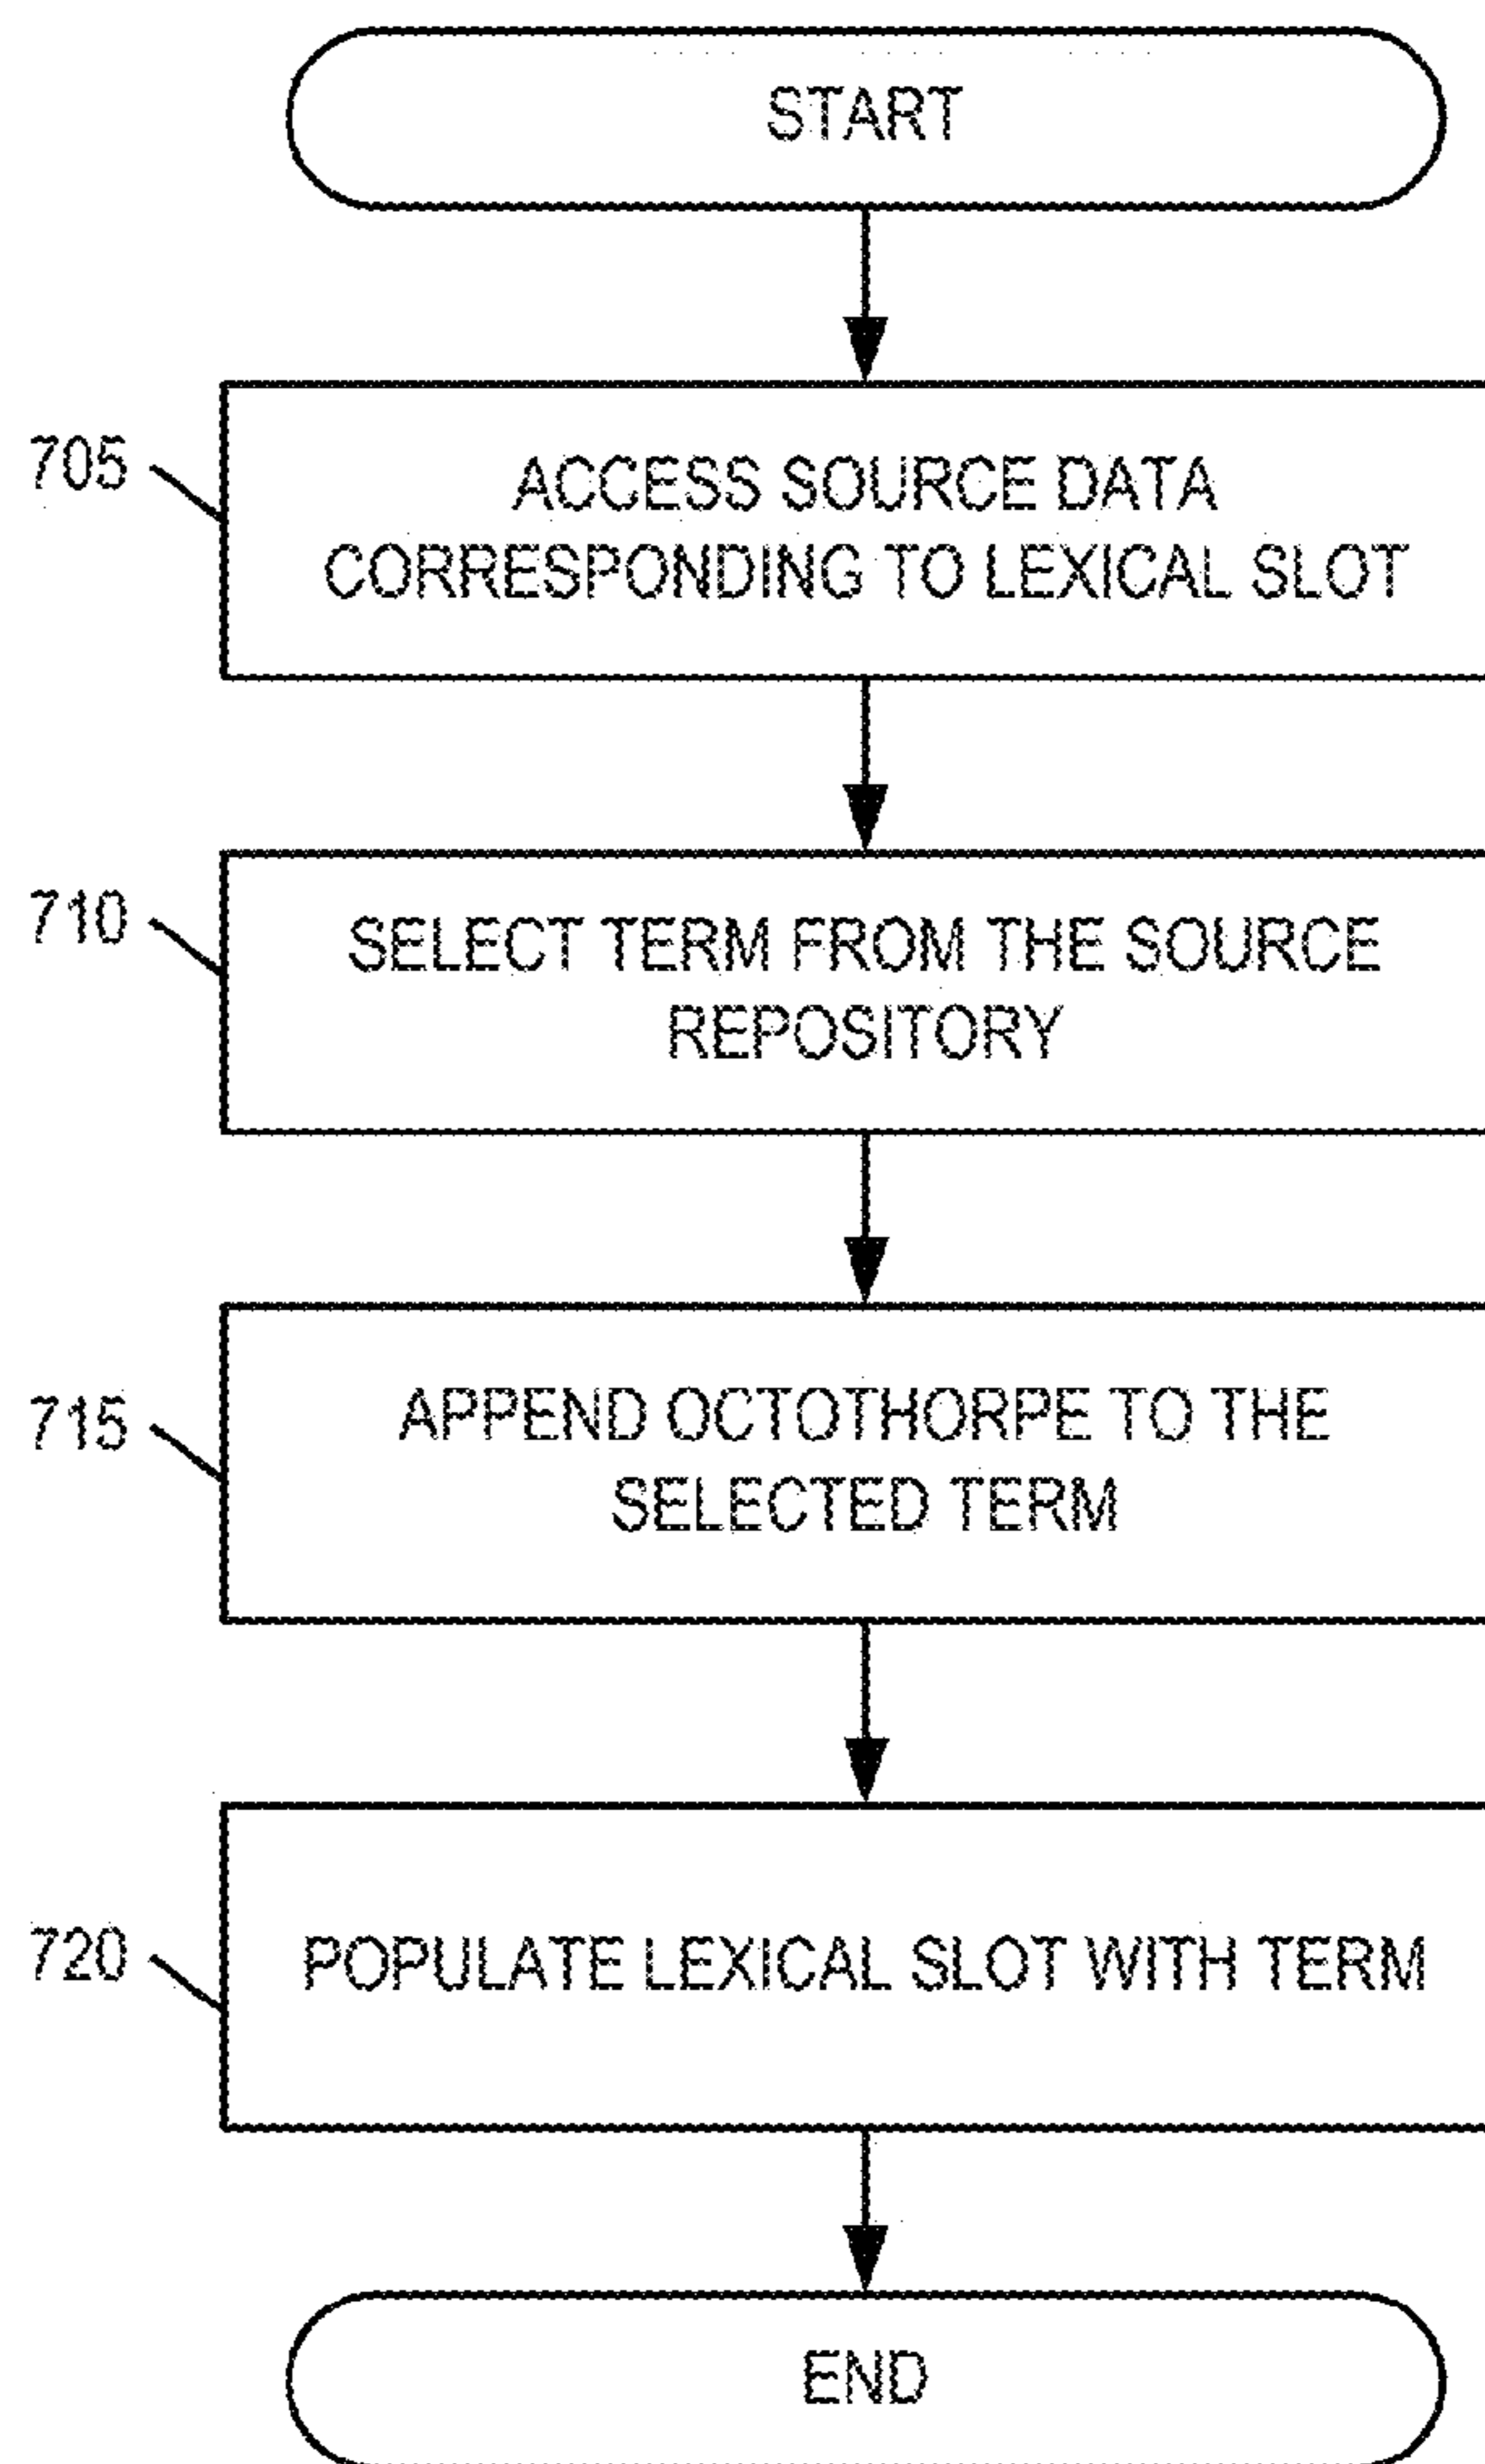 START
705
ACCESS SOURCE DATA
CORRESPONDING TO LEXICAL SLOT
710
SELECT TERM FROM THE SOURCE
REPOSITORY
715
APPEND OCTOTHORPE TO THE
SELECTED TERM
720
POPULATE LEXICAL SLOT WITH TERM
END